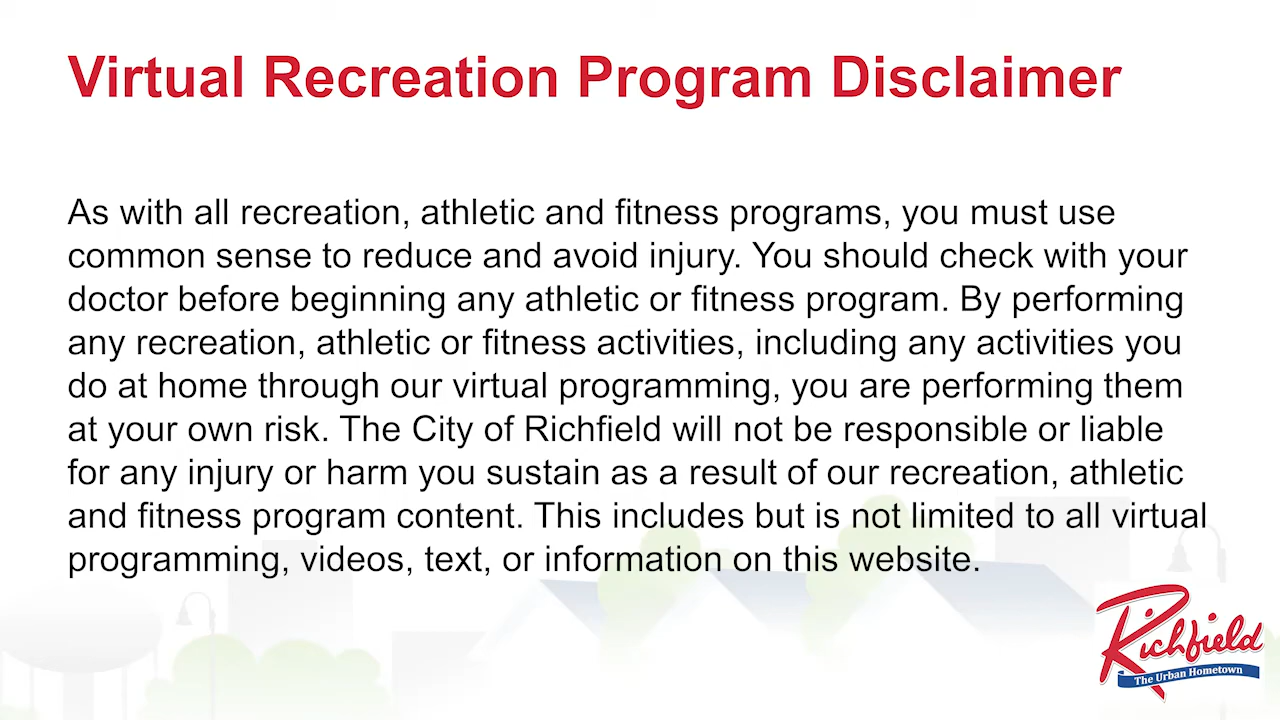 Virtual Recreation Program Disclaimer
As with all recreation, athletic and fitness programs, you must use
common sense to reduce and avoid injury. You should check with your
doctor before beginning any athletic or fitness program. By performing
any recreation, athletic or fitness activities, including any activities you
do at home through our virtual programming, you are performing them
at your own risk. The City of Richfield will not be responsible or liable
for any injury or harm you sustain as a result of our recreation, athletic
and fitness program content. This includes but is not limited to all virtual
programming, videos, text, or information on this website.
Richfield
The Urban Hometown